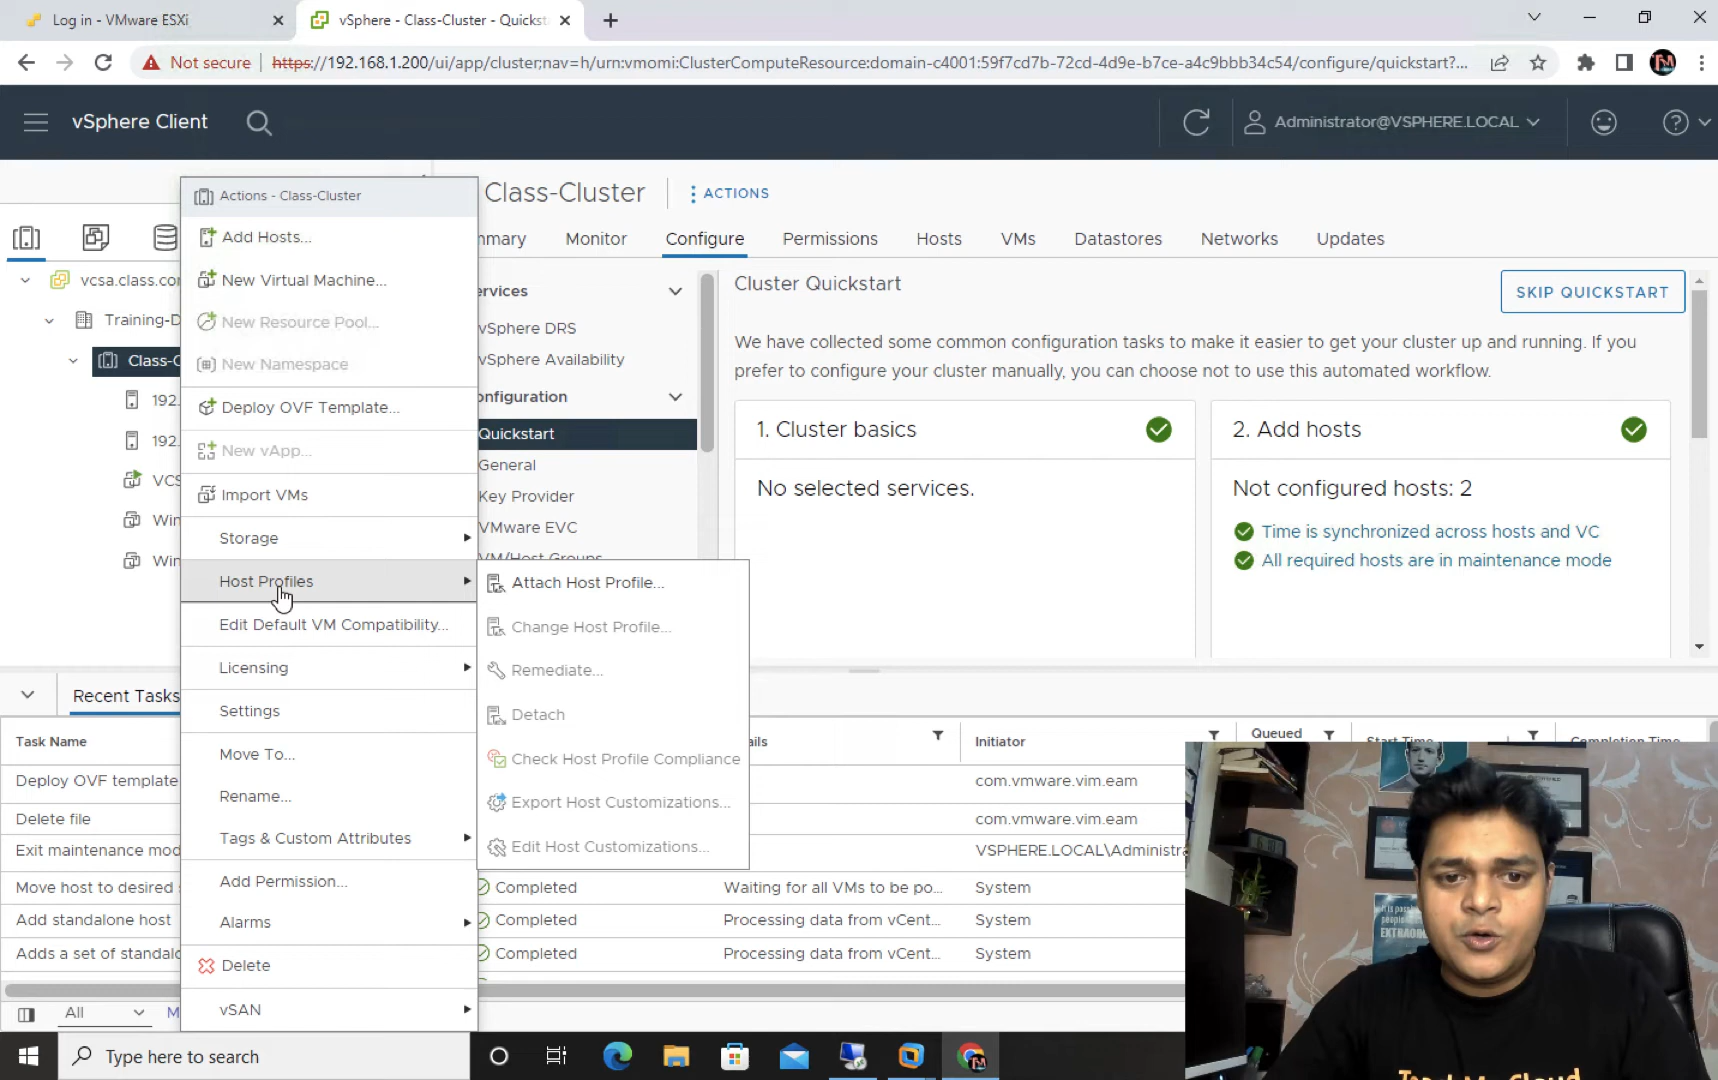 Log in - VMware ESXi
vSphere - Class-Cluster - Quicksta
Not secure
https://192.168.1.200/ui/app/cluster;nav=h/urn:vmomi:ClusterComputeResource:domain-c4001:59f7cd7b-72cd-4d9e-b7ce-a4c9bbb34c54/configure/quickstart?...
vSphere Client
Administrator@VSPHERE.LOCAL
Actions - Class-Cluster
Class-Cluster
ACTIONS
Add Hosts...
mmary
Monitor
Configure
Permissions
Hosts
VMs
Datastores
Networks
Updates
vcsa.class.con
New Virtual Machine...
ervices
Cluster Quickstart
SKIP QUICKSTART
Training-D
New Resource Pool...
vSphere DRS
We have collected some common configuration tasks to make it easier to get your cluster up and running. If you
Class-C
New Namespace
vSphere Availability
prefer to configure your cluster manually, you can choose not to use this automated workflow.
192.
Deploy OVF Template...
onfiguration
Quickstart
1. Cluster basics
2. Add hosts
192.
New vApp...
General
VCS
Import VMs
Key Provider
No selected services.
Not configured hosts: 2
Win
VMware EVC
Time is synchronized across hosts and VC
Storage
VM/Host Groups
Win
All required hosts are in maintenance mode
Host Profiles
Attach Host Profile...
Edit Default VM Compatibility...
Change Host Profile...
Licensing
Remediate...
Recent Tasks
Settings
Detach
Task Name
Move To...
ails
Initiator
Queued
Start Time
Completion Time
Check Host Profile Compliance
Deploy OVF template
com.vmware.vim.eam
Rename...
Export Host Customizations...
Delete file
com.vmware.vim.eam
Tags & Custom Attributes
Edit Host Customizations...
Exit maintenance mod
VSPHERE.LOCAL\Administra
Add Permission...
Move host to desired
Completed
Waiting for all VMs to be po...
System
Add standalone host
Alarms
Completed
Processing data from vCent...
System
Adds a set of standalo
Delete
Completed
Processing data from vCent...
System
All
M
vSAN
Type here to search